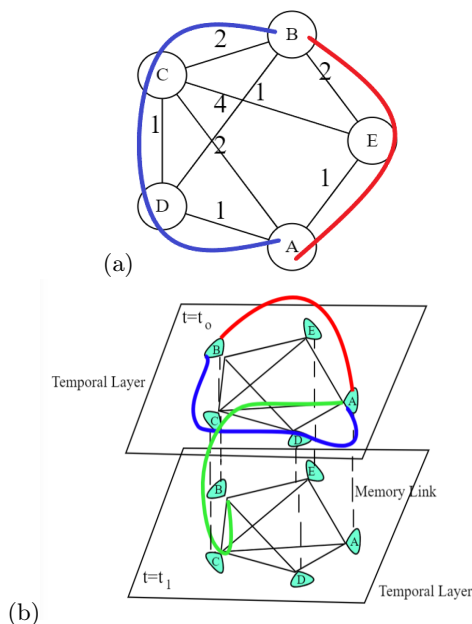 B
2
C
2
4
1
E
1
2
1
D
1
A
(a)
t=t₀
E
B
Temporal Layer
A
C
D
E
B
Memory Link
A
C
t=t₁
D
Temporal Layer
(b)